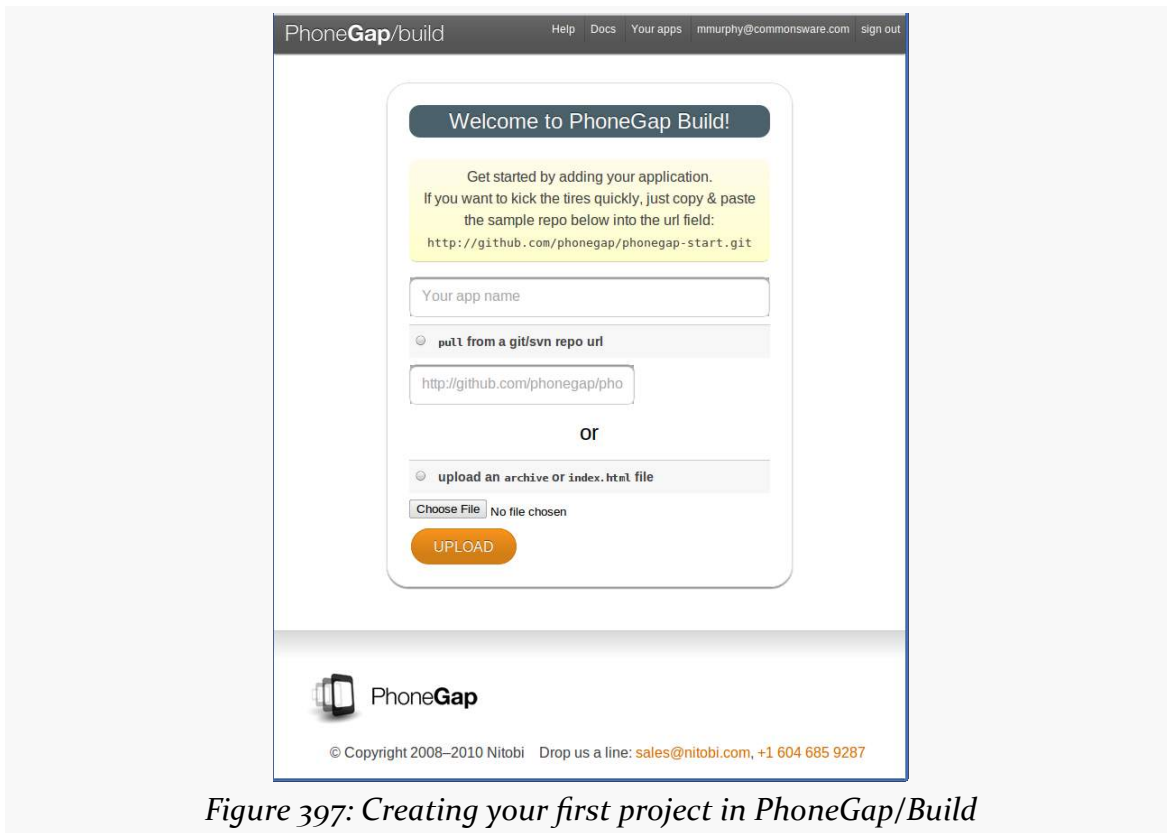 PhoneGap/build Help Docs Your apps mmurphy@commonsware.com sign out
Welcome to PhoneGap Build!
Get started by adding your application.
If you want to kick the tires quickly, just copy & paste
the sample repo below into the url field:
http://github.com/phonegap/phonegap-start.git
Your app name
pull from a git/svn repo url
http://github.com/phonegap/pho
or
upload an archive or index.html file
Choose File No file chosen
UPLOAD
PhoneGap
© Copyright 2008–2010 Nitobi Drop us a line: sales@nitobi.com, +1 604 685 9287
Figure 397: Creating your first project in PhoneGap/Build